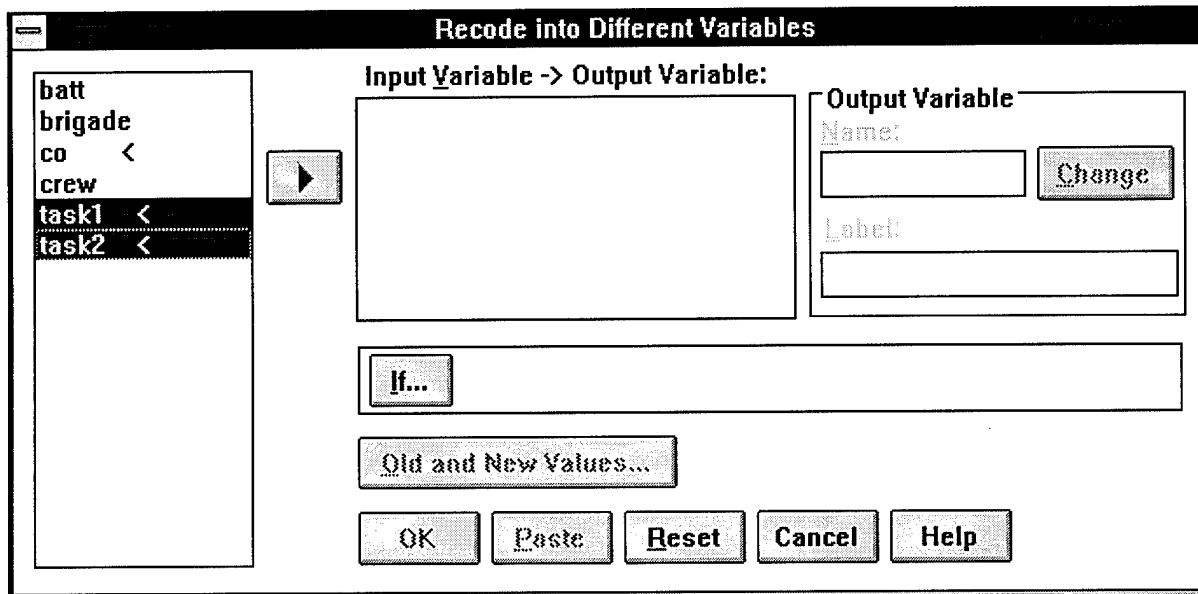 Recode into Different Variables
batt
brigade
co <
crew
task1 <
task2 <
Input Variable -> Output Variable:
Output Variable
Name:
Change
Label:
If...
Old and New Values...
OK
Paste
Reset
Cancel
Help